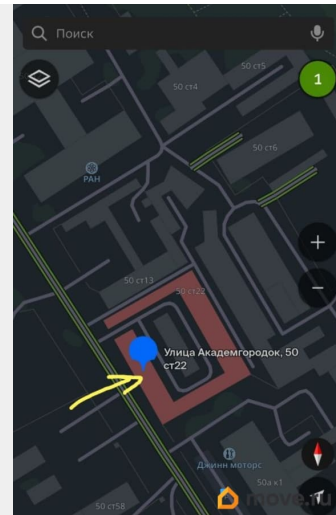 Поиск
50 ст5
50 ст4
1
50 ст6
РАН
50 ст13
50 ст22
Улица Академгородок, 50
ст22
Джинн моторс
50а к1
50 ст58
move.ru